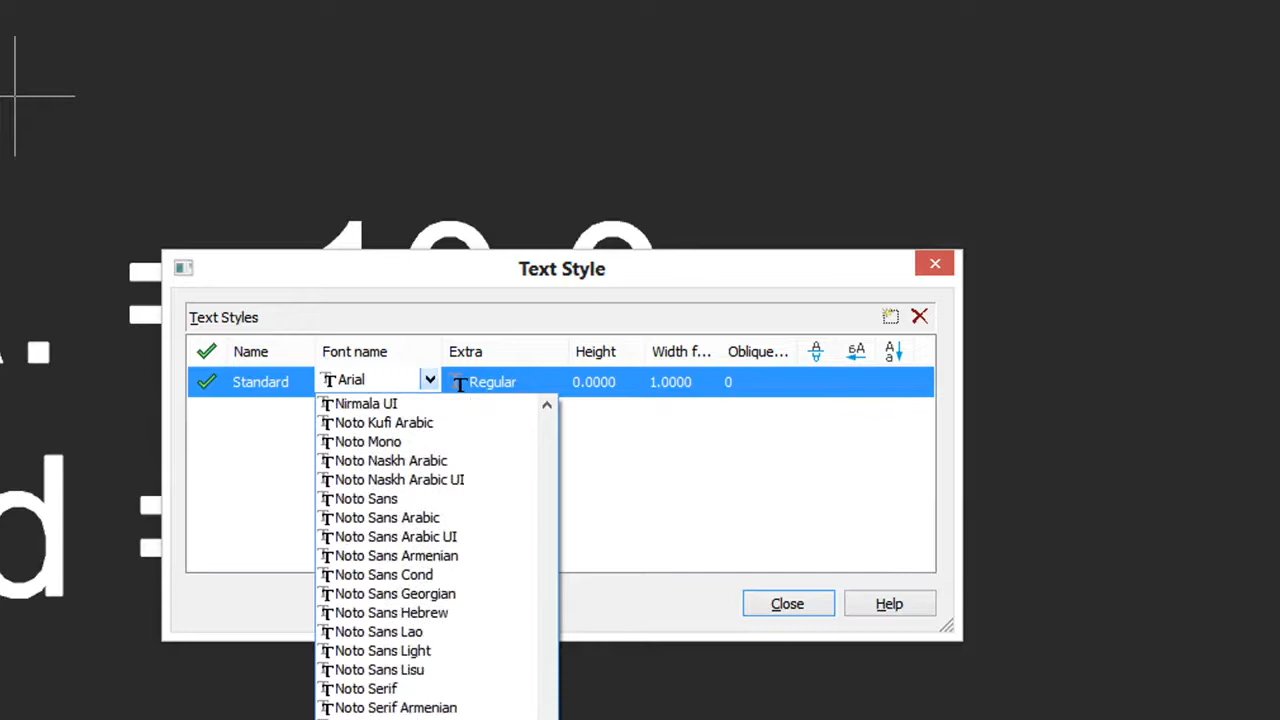 Text Style
Text Styles
Name Font name Extra Height Width f... Oblique...
Standard Arial Regular 0.0000 1.0000 0
Nirmala UI
Noto Kufi Arabic
Noto Mono
Noto Naskh Arabic
Noto Naskh Arabic UI
Noto Sans
Noto Sans Arabic
Noto Sans Arabic UI
Noto Sans Armenian
Noto Sans Cond
Noto Sans Georgian
Noto Sans Hebrew
Noto Sans Lao
Noto Sans Light
Noto Sans Lisu
Noto Serif
Noto Serif Armenian
Close Help
d =